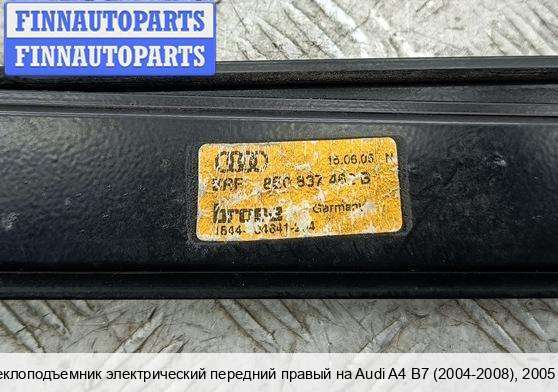 FINNAUTOPARTS
FINNAUTOPARTS
16.06.05 N
8E0 837 462 B
brose Germany
еклоподъемник электрический передний правый на Audi A4 B7 (2004-2008), 2005